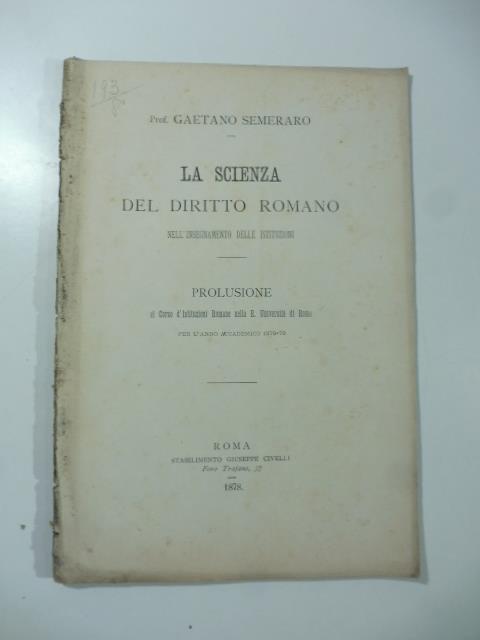 193
Prof. GAETANO SEMERARO
LA SCIENZA
DEL DIRITTO ROMANO
NELL'INSEGNAMENTO DELLE ISTITUZIONI
PROLUSIONE
al Corso d'Istituzioni Romane nella R. Università di Roma
PER L'ANNO ACCADEMICO 1878-79
ROMA
STABILIMENTO GIUSEPPE CIVELLI
Foro Trajano, 37
1878.